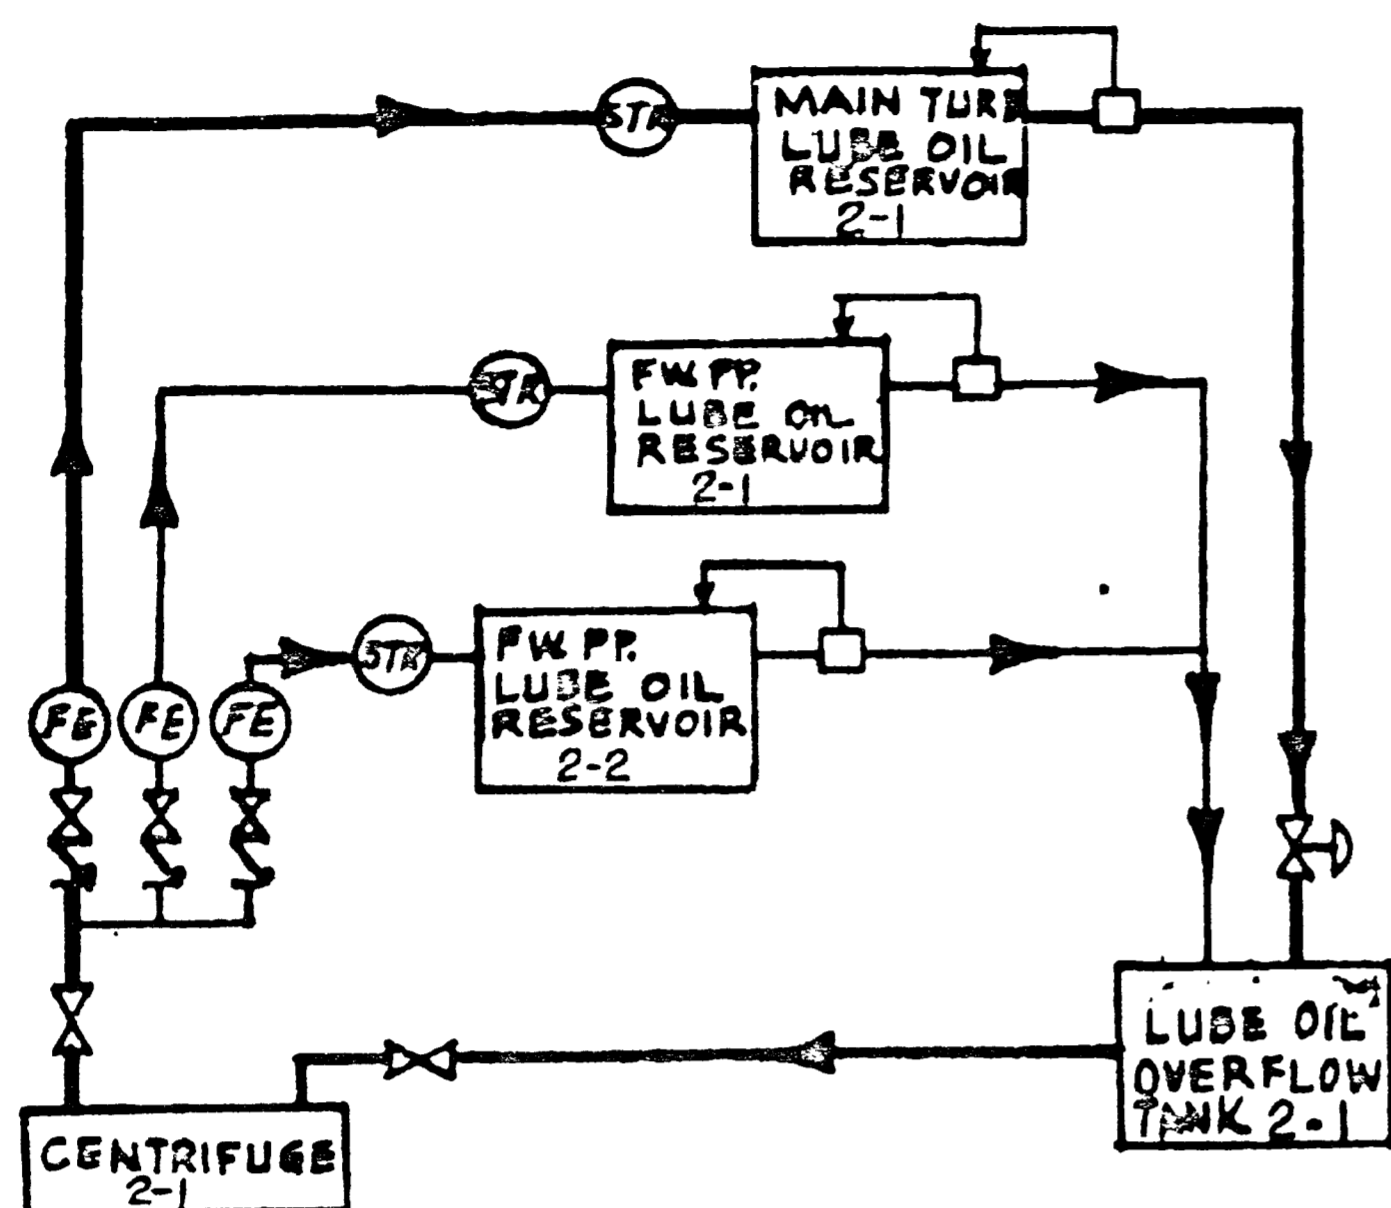 STR
MAIN TURB
LUBE OIL
RESERVOIR
2-1
STR
FW. PP.
LUBE OIL
RESERVOIR
2-1
STR
FW. PP.
LUBE OIL
RESERVOIR
2-2
FE
FE
FE
LUBE OIL
OVERFLOW
TANK 2-1
CENTRIFUGE
2-1